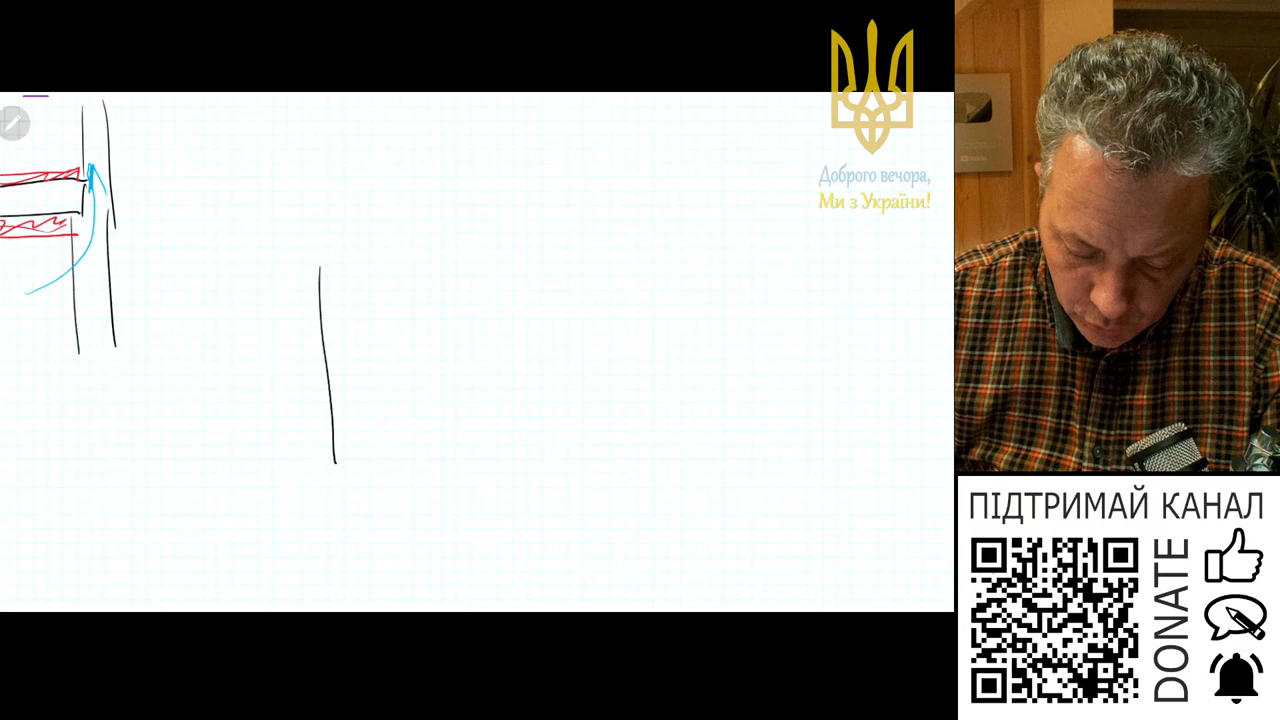 Доброго вечора,
Ми з України!
ПІДТРИМАЙ КАНАЛ
DONATE